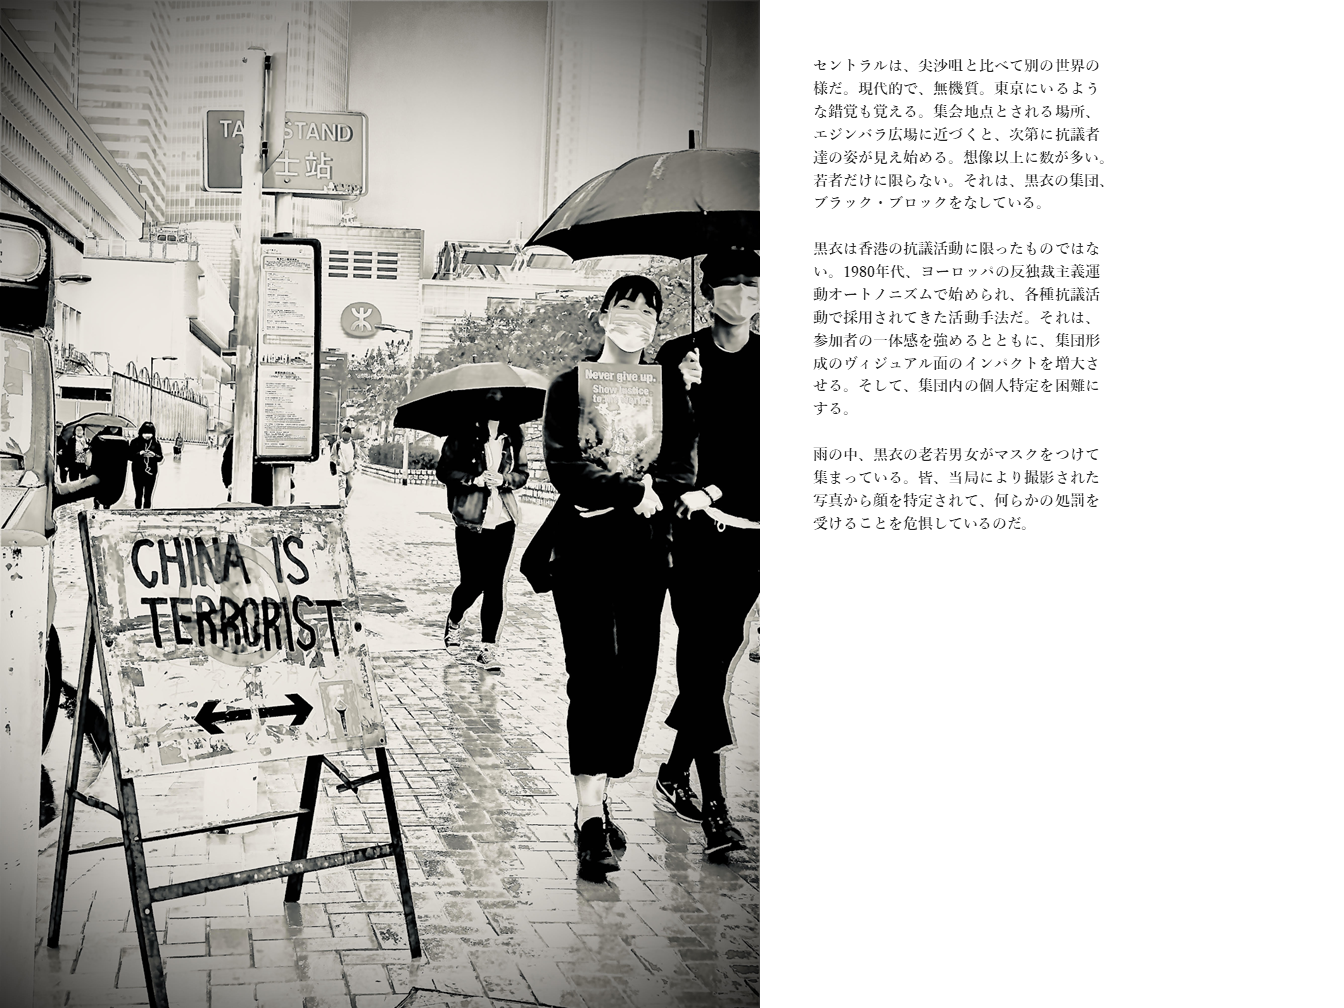 TAXI STAND
士站
Never give up.
Show justice
CHINA IS
TERRORIST
セントラルは、尖沙咀と比べて別の世界の
様だ。現代的で、無機質。東京にいるよう
な錯覚も覚える。集会地点とされる場所、
エジンバラ広場に近づくと、次第に抗議者
達の姿が見え始める。想像以上に数が多い。
若者だけに限らない。それは、黒衣の集団、
ブラック・ブロックをなしている。
黒衣は香港の抗議活動に限ったものではな
い。1980年代、ヨーロッパの反独裁主義運
動オートノニズムで始められ、各種抗議活
動で採用されてきた活動手法だ。それは、
参加者の一体感を強めるとともに、集団形
成のヴィジュアル面のインパクトを増大さ
せる。そして、集団内の個人特定を困難に
する。
雨の中、黒衣の老若男女がマスクをつけて
集まっている。皆、当局により撮影された
写真から顔を特定されて、何らかの処罰を
受けることを危惧しているのだ。